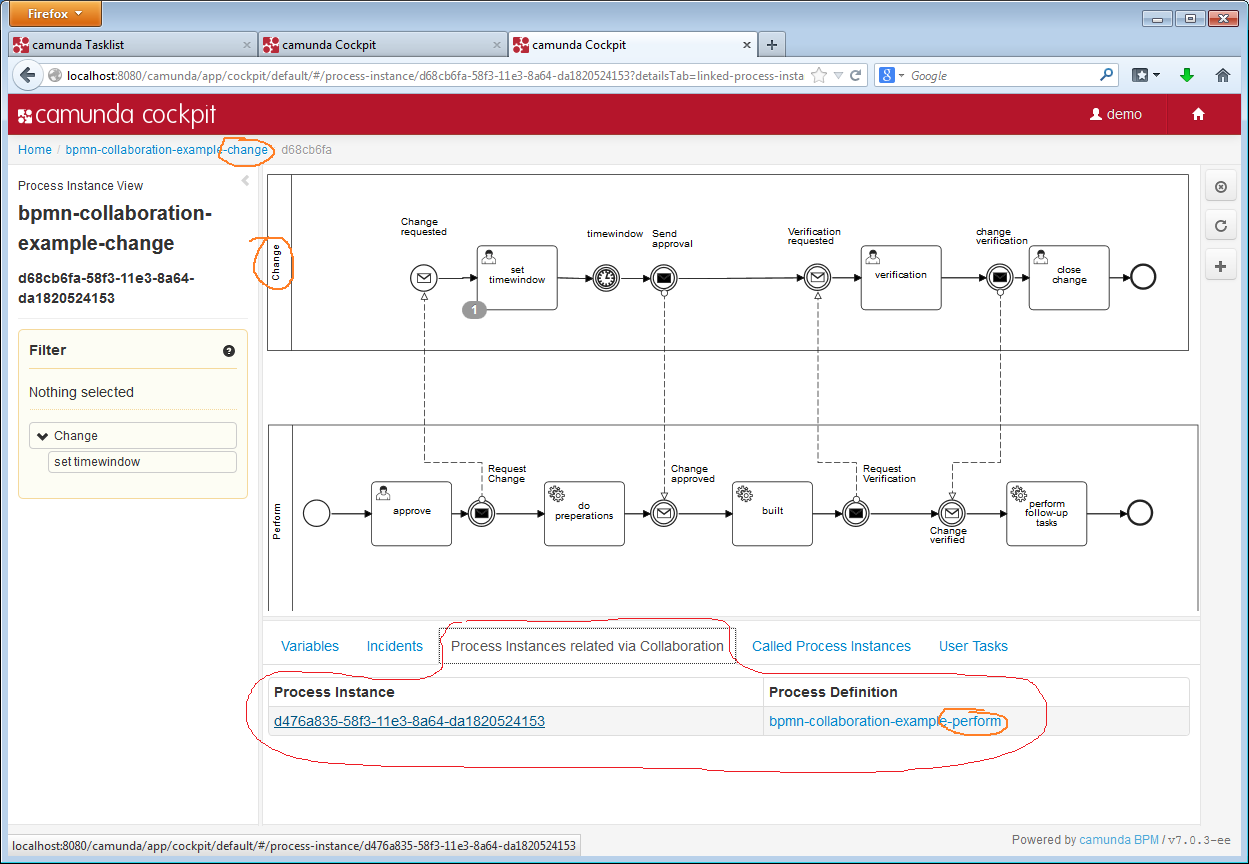 Firefox
camunda Tasklist
camunda Cockpit
camunda Cockpit
localhost:8080/camunda/app/cockpit/default/#/process-instance/d68cb6fa-58f3-11e3-8a64-da1820524153?detailsTab=linked-process-insta
8
Google
camunda cockpit
demo
Home / bpmn-collaboration-example-change d68cb6fa
Process Instance View
bpmn-collaboration-
example-change
d68cb6fa-58f3-11e3-8a64-
da1820524153
Filter
?
Nothing selected
Change
set timewindow
Change
Change
requested
set
timewindow
1
timewindow
Send
approval
Verification
requested
verification
change
verification
close
change
Perform
approve
Request
Change
do
preperations
Change
approved
built
Request
Verification
Change
verified
perform
follow-up
tasks
Variables
Incidents
Process Instances related via Collaboration
Called Process Instances
User Tasks
Process Instance
Process Definition
d476a835-58f3-11e3-8a64-da1820524153
bpmn-collaboration-example-perform
Powered by camunda BPM / v7.0.3-ee
localhost:8080/camunda/app/cockpit/default/#/process-instance/d476a835-58f3-11e3-8a64-da1820524153